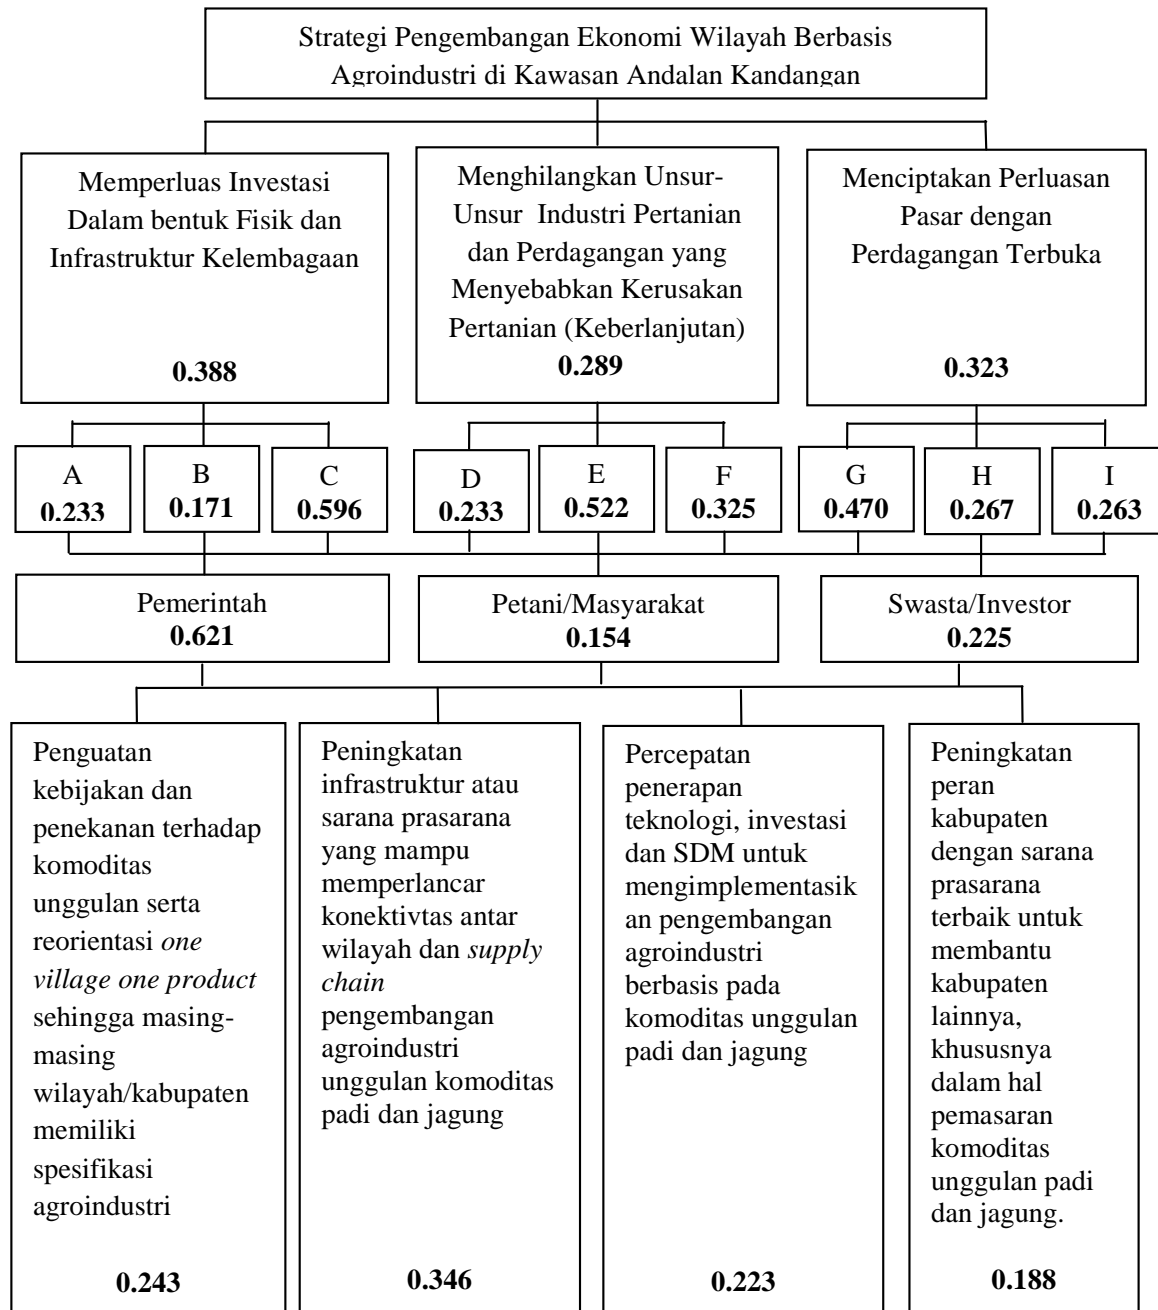 Strategi Pengembangan Ekonomi Wilayah Berbasis
Agroindustri di Kawasan Andalan Kandangan
Memperluas Investasi
Dalam bentuk Fisik dan
Infrastruktur Kelembagaan
0.388
Menghilangkan Unsur-
Unsur Industri Pertanian
dan Perdagangan yang
Menyebabkan Kerusakan
Pertanian (Keberlanjutan)
0.289
Menciptakan Perluasan
Pasar dengan
Perdagangan Terbuka
0.323
A
0.233
B
0.171
C
0.596
D
0.233
E
0.522
F
0.325
G
0.470
H
0.267
I
0.263
Pemerintah
0.621
Petani/Masyarakat
0.154
Swasta/Investor
0.225
Penguatan
kebijakan dan
penekanan terhadap
komoditas
unggulan serta
reorientasi one
village one product
sehingga masing-
masing
wilayah/kabupaten
memiliki
spesifikasi
agroindustri
0.243
Peningkatan
infrastruktur atau
sarana prasarana
yang mampu
memperlancar
konektivtas antar
wilayah dan supply
chain
pengembangan
agroindustri
unggulan komoditas
padi dan jagung
0.346
Percepatan
penerapan
teknologi, investasi
dan SDM untuk
mengimplementasik
an pengembangan
agroindustri
berbasis pada
komoditas unggulan
padi dan jagung
0.223
Peningkatan
peran
kabupaten
dengan sarana
prasarana
terbaik untuk
membantu
kabupaten
lainnya,
khususnya
dalam hal
pemasaran
komoditas
unggulan padi
dan jagung.
0.188